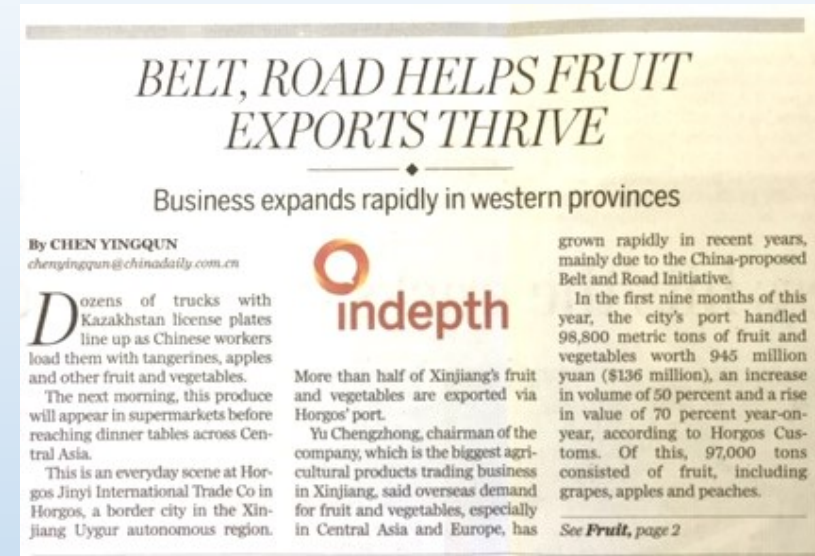 BELT, ROAD HELPS FRUIT
EXPORTS THRIVE
Business expands rapidly in western provinces
By CHEN YINGQUN
chenyingqun@chinadaily.com.cn
Dozens of trucks with
Kazakhstan license plates
line up as Chinese workers
load them with tangerines, apples
and other fruit and vegetables.
The next morning, this produce
will appear in supermarkets before
reaching dinner tables across Cen-
tral Asia.
This is an everyday scene at Hor-
gos Jinyi International Trade Co in
Horgos, a border city in the Xin-
jiang Uygur autonomous region.
indepth
More than half of Xinjiang's fruit
and vegetables are exported via
Horgos' port.
Yu Chengzhong, chairman of the
company, which is the biggest agri-
cultural products trading business
in Xinjiang, said overseas demand
for fruit and vegetables, especially
in Central Asia and Europe, has
grown rapidly in recent years,
mainly due to the China-proposed
Belt and Road Initiative.
In the first nine months of this
year, the city's port handled
98,800 metric tons of fruit and
vegetables worth 945 million
yuan ($136 million), an increase
in volume of 50 percent and a rise
in value of 70 percent year-on-
year, according to Horgos Cus-
toms. Of this, 97,000 tons
consisted of fruit, including
grapes, apples and peaches.
See Fruit, page 2